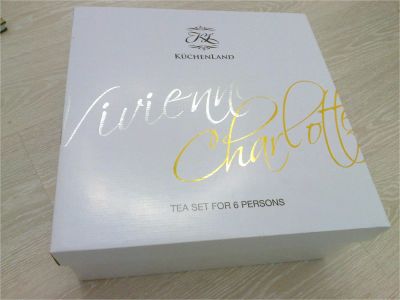 KL
KÜCHENLAND
Vivienne
Charlotte
TEA SET FOR 6 PERSONS